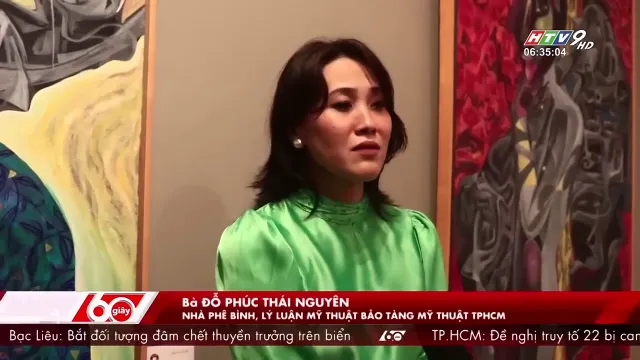 HTV9 HD
06:35:04
Bà ĐỖ PHÚC THÁI NGUYÊN
60 giây
NHÀ PHÊ BÌNH, LÝ LUẬN MỸ THUẬT BẢO TÀNG MỸ THUẬT TPHCM
Bạc Liêu: Bắt đối tượng đâm chết thuyền trưởng trên biển 60giây TP.HCM: Đề nghị truy tố 22 bị can